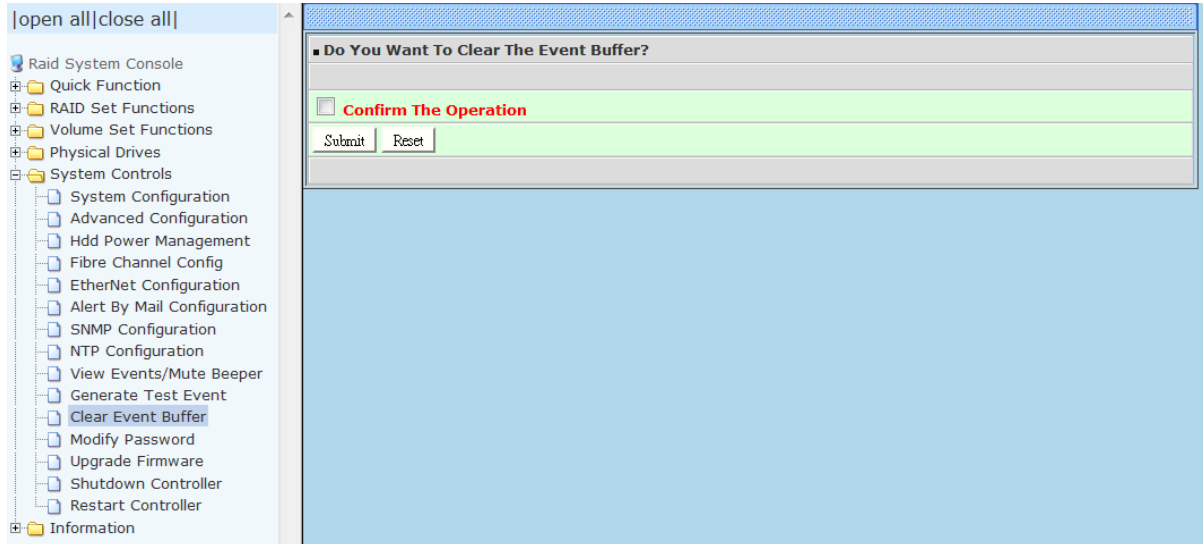 |open all|close all|
Raid System Console
Quick Function
RAID Set Functions
Volume Set Functions
Physical Drives
System Controls
System Configuration
Advanced Configuration
Hdd Power Management
Fibre Channel Config
EtherNet Configuration
Alert By Mail Configuration
SNMP Configuration
NTP Configuration
View Events/Mute Beeper
Generate Test Event
Clear Event Buffer
Modify Password
Upgrade Firmware
Shutdown Controller
Restart Controller
Information
Do You Want To Clear The Event Buffer?
Confirm The Operation
Submit Reset